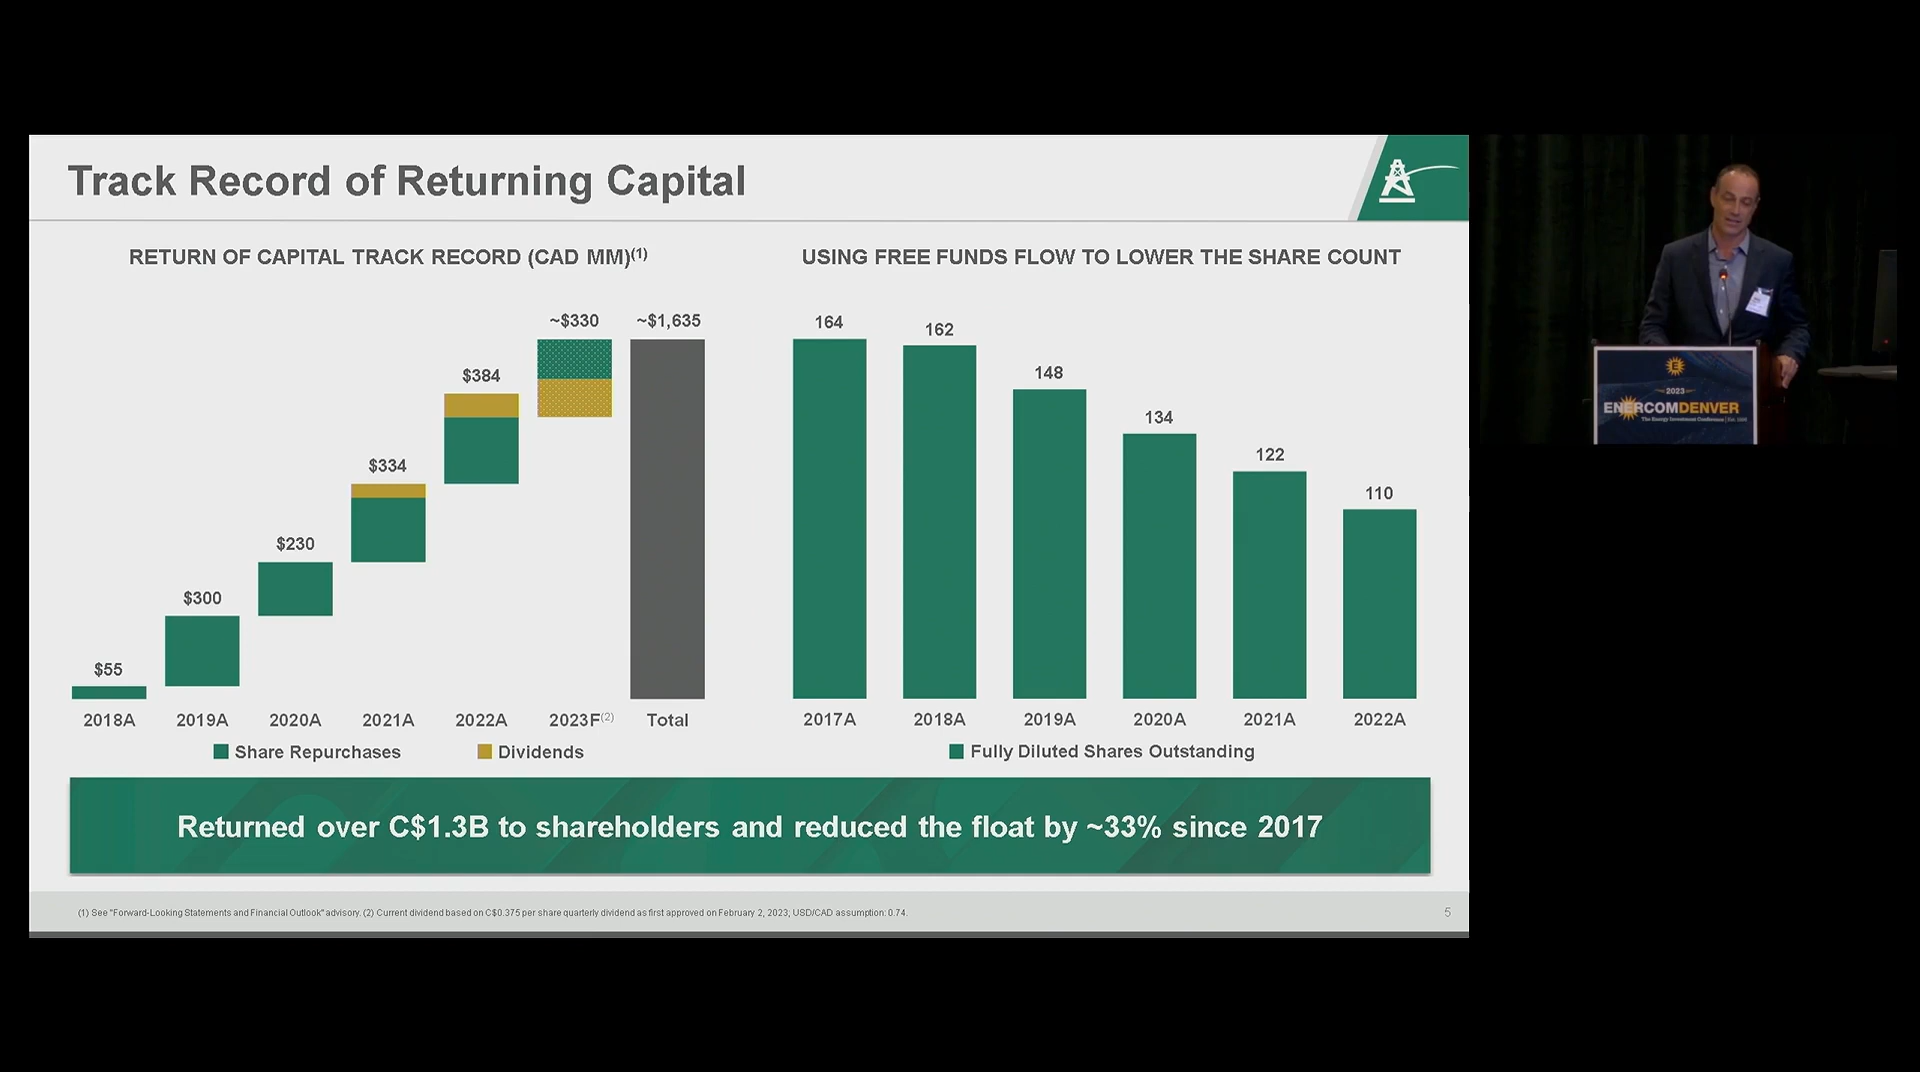 Track Record of Returning Capital
RETURN OF CAPITAL TRACK RECORD (CAD MM)(1)
~$330
~$1,635
$384
$334
$230
$300
$55
2018A 2019A 2020A 2021A 2022A 2023F(2) Total
Share Repurchases Dividends
USING FREE FUNDS FLOW TO LOWER THE SHARE COUNT
164
162
148
134
122
110
2017A 2018A 2019A 2020A 2021A 2022A
Fully Diluted Shares Outstanding
Returned over C$1.3B to shareholders and reduced the float by ~33% since 2017
(1) See "Forward-Looking Statements and Financial Outlook" advisory. (2) Current dividend based on C$0.375 per share quarterly dividend as first approved on February 2, 2023; USD/CAD assumption: 0.74.
5
E
2023
ENERCOMDENVER
The Energy Investment Conference